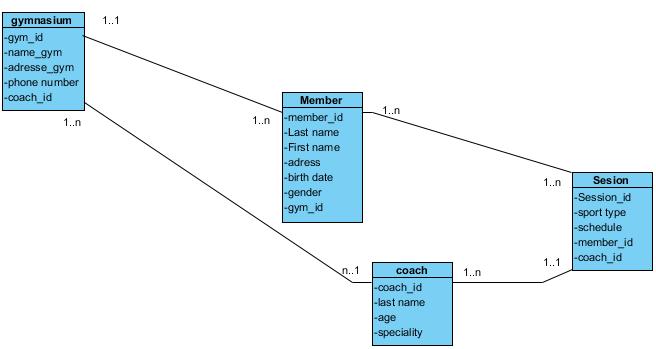 gymnasium
-gym_id
-name_gym
-adresse_gym
-phone number
-coach_id
1..1
1..n
1..n
Member
-member_id
-Last name
-First name
-adress
-birth date
-gender
-gym_id
1..n
1..n
Sesion
-Session_id
-sport type
-schedule
-member_id
-coach_id
1..1
n..1
coach
-coach_id
-last name
-age
-speciality
1..n